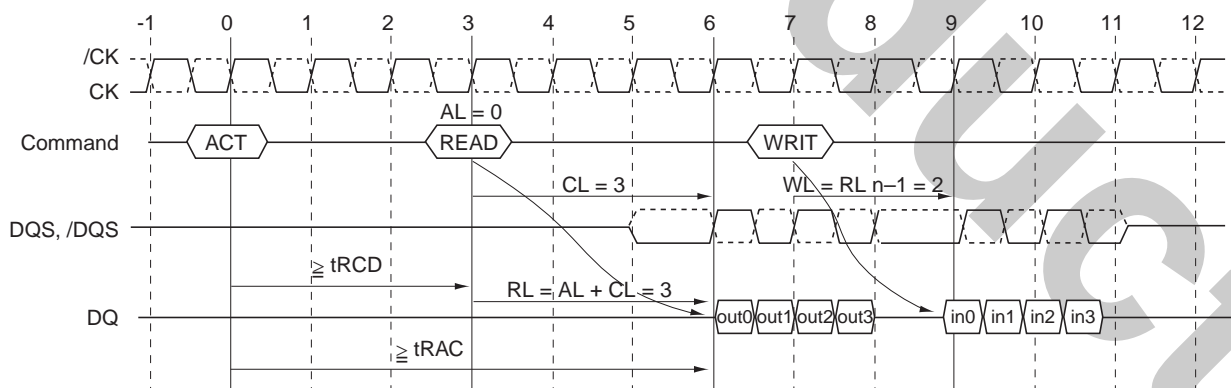 -1 0 1 2 3 4 5 6 7 8 9 10 11 12
/CK
CK
AL = 0
Command ACT READ WRIT
CL = 3 WL = RL n–1 = 2
DQS, /DQS
≧ tRCD
RL = AL + CL = 3
DQ out0 out1 out2 out3 in0 in1 in2 in3
≧ tRAC